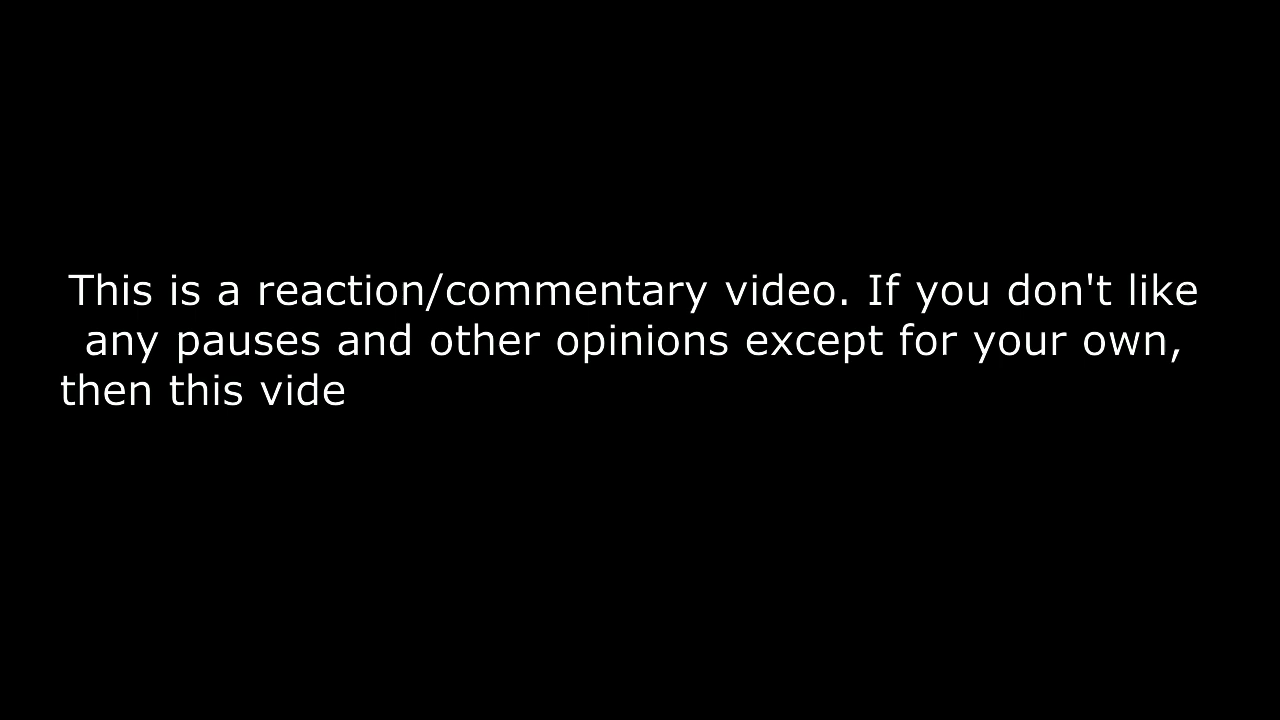 This is a reaction/commentary video. If you don't like
any pauses and other opinions except for your own,
then this vide